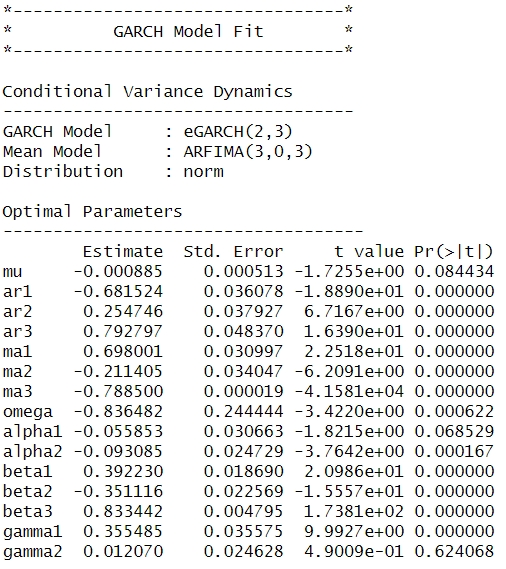 *---------------------------------*
*          GARCH Model Fit        *
*---------------------------------*
Conditional Variance Dynamics
-----------------------------------
GARCH Model     : eGARCH(2,3)
Mean Model      : ARFIMA(3,0,3)
Distribution    : norm
Optimal Parameters
------------------------------------
        Estimate  Std. Error     t value Pr(>|t|)
mu     -0.000885    0.000513 -1.7255e+00 0.084434
ar1    -0.681524    0.036078 -1.8890e+01 0.000000
ar2     0.254746    0.037927  6.7167e+00 0.000000
ar3     0.792797    0.048370  1.6390e+01 0.000000
ma1     0.698001    0.030997  2.2518e+01 0.000000
ma2    -0.211405    0.034047 -6.2091e+00 0.000000
ma3    -0.788500    0.000019 -4.1581e+04 0.000000
omega  -0.836482    0.244444 -3.4220e+00 0.000622
alpha1 -0.055853    0.030663 -1.8215e+00 0.068529
alpha2 -0.093085    0.024729 -3.7642e+00 0.000167
beta1   0.392230    0.018690  2.0986e+01 0.000000
beta2  -0.351116    0.022569 -1.5557e+01 0.000000
beta3   0.833442    0.004795  1.7381e+02 0.000000
gamma1  0.355485    0.035575  9.9927e+00 0.000000
gamma2  0.012070    0.024628  4.9009e-01 0.624068